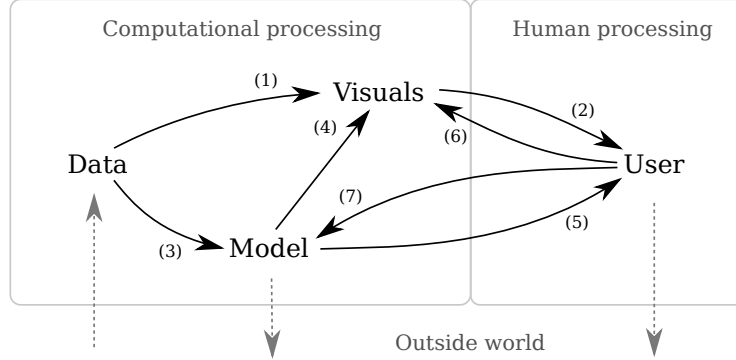 Computational processing
Human processing
(1)
Visuals
(2)
(4)
(6)
Data
User
(7)
(3)
Model
(5)
Outside world